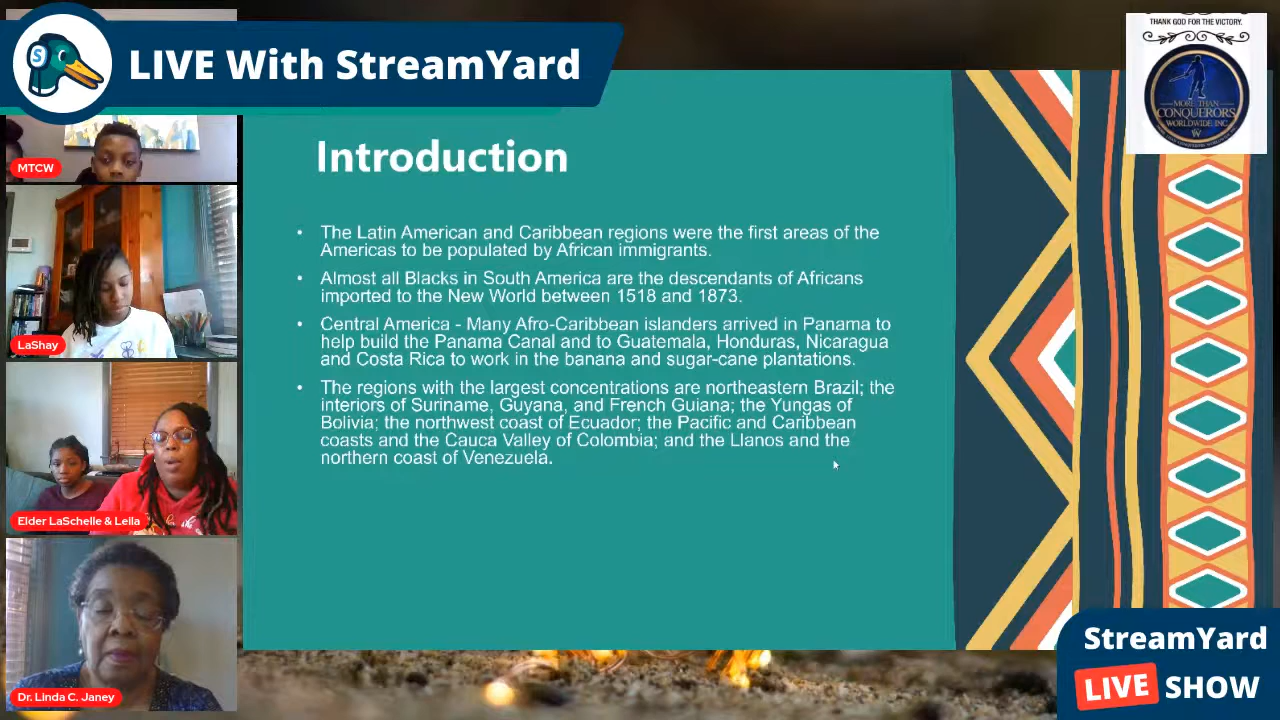 LIVE With StreamYard
THANK GOD FOR THE VICTORY.
MORE THAN
CONQUERORS
WORLDWIDE, INC.
Introduction
• The Latin American and Caribbean regions were the first areas of the
Americas to be populated by African immigrants.
• Almost all Blacks in South America are the descendants of Africans
imported to the New World between 1518 and 1873.
• Central America - Many Afro-Caribbean islanders arrived in Panama to
help build the Panama Canal and to Guatemala, Honduras, Nicaragua
and Costa Rica to work in the banana and sugar-cane plantations.
• The regions with the largest concentrations are northeastern Brazil; the
interiors of Suriname, Guyana, and French Guiana; the Yungas of
Bolivia; the northwest coast of Ecuador; the Pacific and Caribbean
coasts and the Cauca Valley of Colombia; and the Llanos and the
northern coast of Venezuela.
MTCW
LaShay
Elder LaSchelle & Leila
Dr. Linda C. Janey
StreamYard
LIVE SHOW